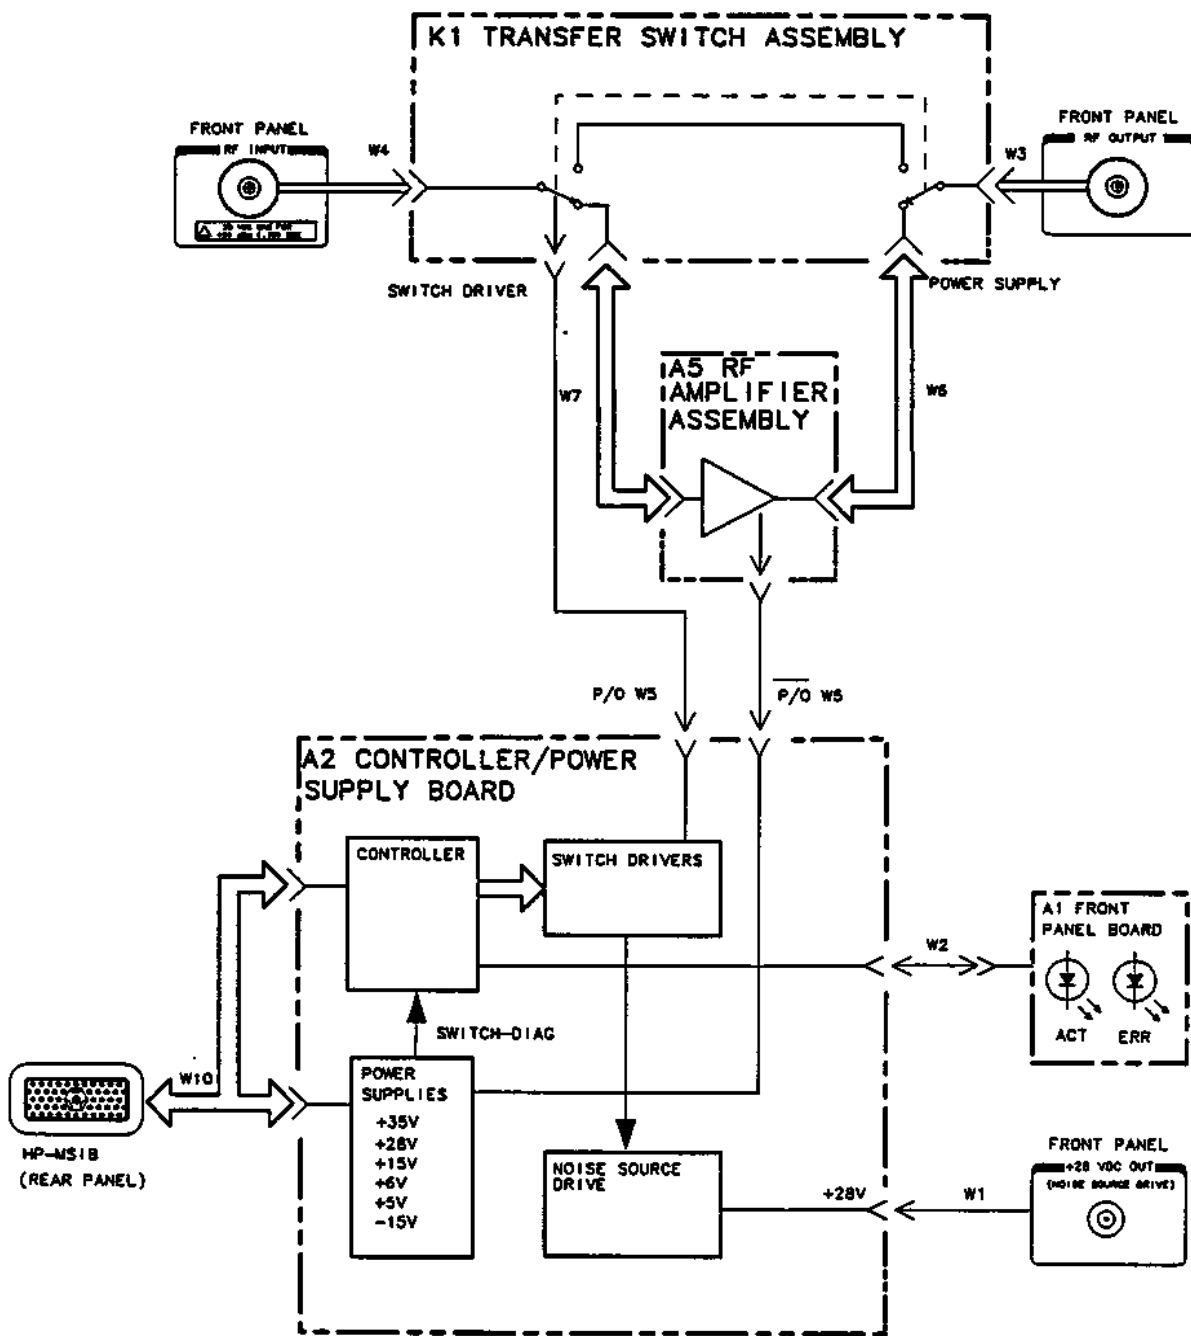 K1 TRANSFER SWITCH ASSEMBLY
FRONT PANEL
RF INPUT
W4
FRONT PANEL
RF OUTPUT
W3
SWITCH DRIVER
POWER SUPPLY
A5 RF
AMPLIFIER
ASSEMBLY
W7
W6
P/O W5
P/O W5
A2 CONTROLLER/POWER
SUPPLY BOARD
CONTROLLER
SWITCH DRIVERS
A1 FRONT
PANEL BOARD
W2
ACT
ERR
SWITCH-DIAG
W10
POWER
SUPPLIES
+35V
+28V
+15V
+6V
+5V
-15V
HP-MSIB
(REAR PANEL)
NOISE SOURCE
DRIVE
+28V
W1
FRONT PANEL
+28 VDC OUT
(NOISE SOURCE DRIVE)